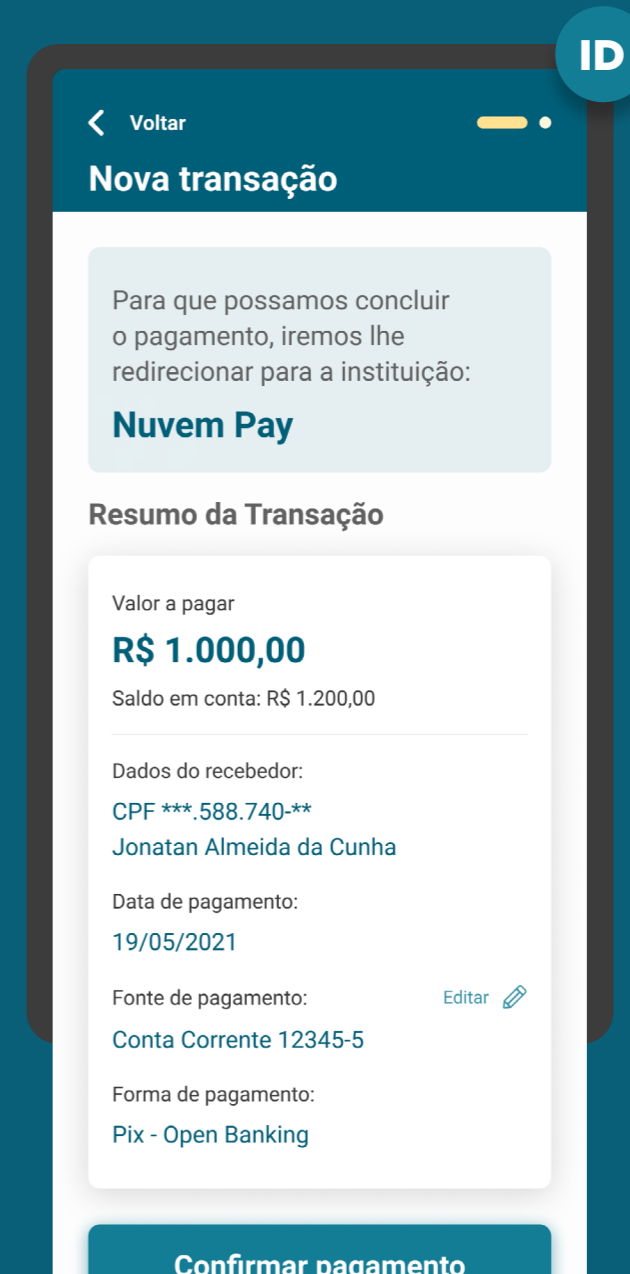 ID
Voltar
Nova transação
Para que possamos concluir
o pagamento, iremos lhe
redirecionar para a instituição:
Nuvem Pay
Resumo da Transação
Valor a pagar
R$ 1.000,00
Saldo em conta: R$ 1.200,00
Dados do recebedor:
CPF ***.588.740-**
Jonatan Almeida da Cunha
Data de pagamento:
19/05/2021
Fonte de pagamento:
Editar
Conta Corrente 12345-5
Forma de pagamento:
Pix - Open Banking
Confirmar pagamento